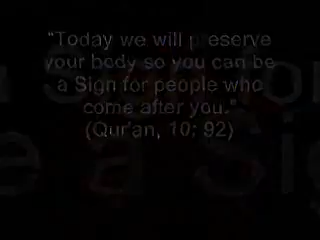 "Today we will preserve
your body so you can be
a Sign for people who
come after you."
(Qur'an, 10: 92)